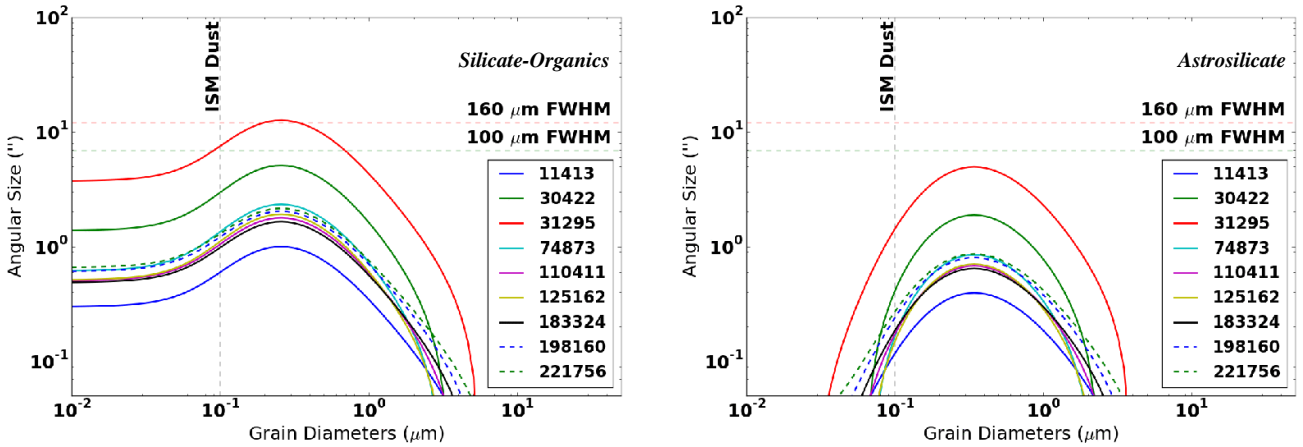 10²
10¹
10⁰
10⁻¹
Angular Size (")
ISM Dust
Silicate-Organics
160 μm FWHM
100 μm FWHM
11413
30422
31295
74873
110411
125162
183324
198160
221756
10⁻² 10⁻¹ 10⁰ 10¹
Grain Diameters (μm)
10²
10¹
10⁰
10⁻¹
Angular Size (")
ISM Dust
Astrosilicate
160 μm FWHM
100 μm FWHM
11413
30422
31295
74873
110411
125162
183324
198160
221756
10⁻² 10⁻¹ 10⁰ 10¹
Grain Diameters (μm)